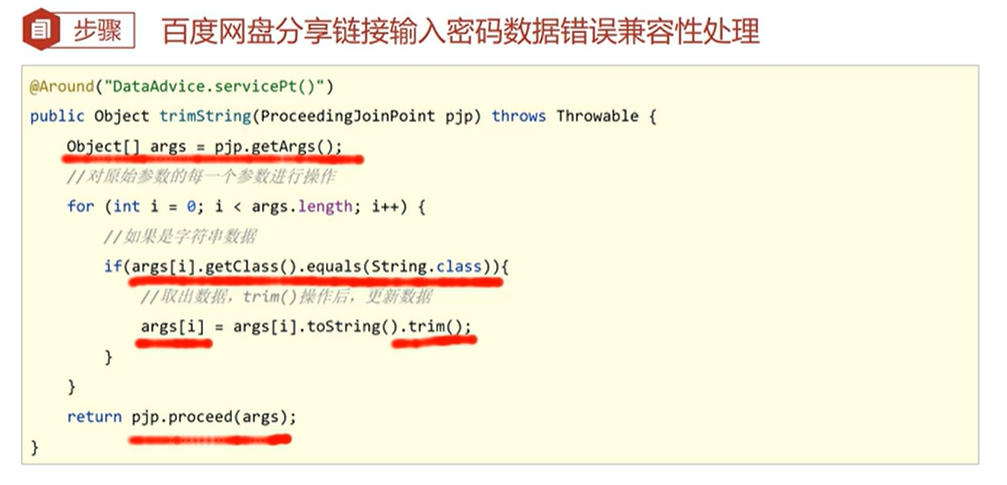 步骤
百度网盘分享链接输入密码数据错误兼容性处理
@Around("DataAdvice.servicePt()")
public Object trimString(ProceedingJoinPoint pjp) throws Throwable {
Object[] args = pjp.getArgs();
//对原始参数的每一个参数进行操作
for (int i = 0; i < args.length; i++) {
//如果是字符串数据
if(args[i].getClass().equals(String.class)){
//取出数据，trim()操作后，更新数据
args[i] = args[i].toString().trim();
}
}
return pjp.proceed(args);
}